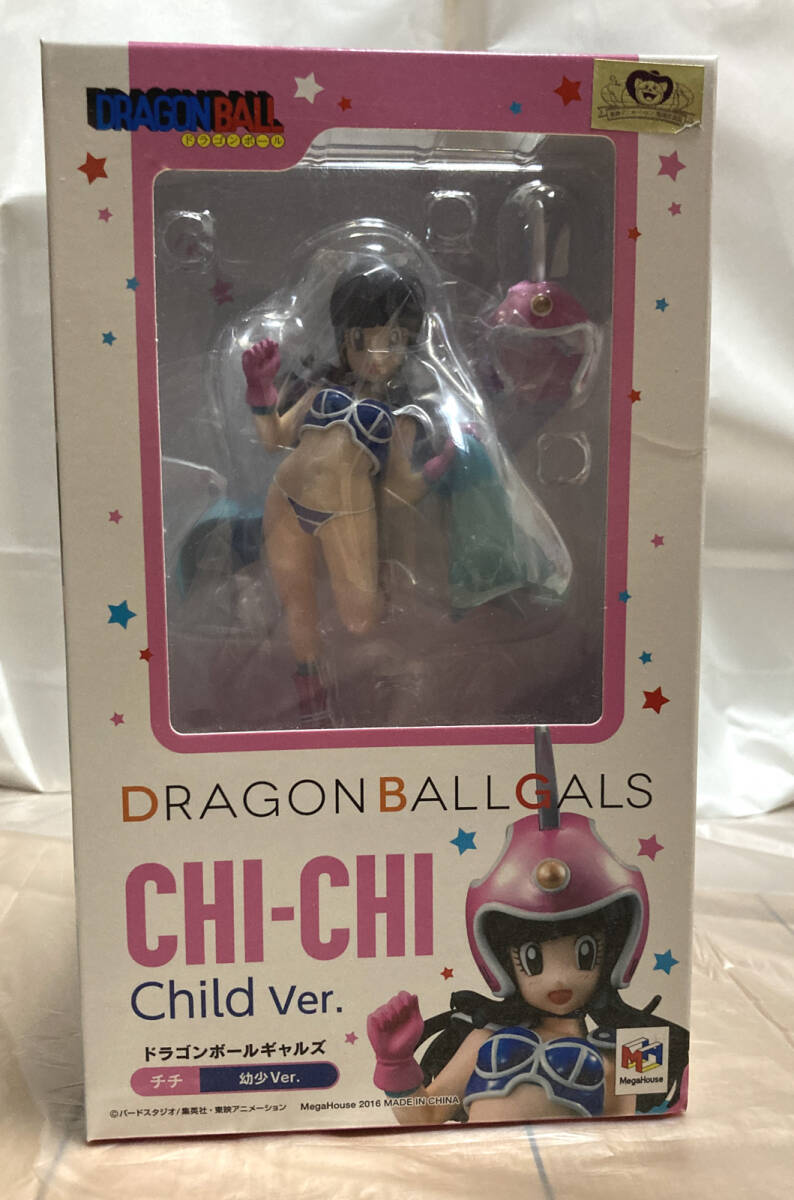 DRAGON BALL
ドラゴンボール
DRAGON BALL GALS
CHI-CHI
Child Ver.
ドラゴンボールギャルズ
チチ 幼少Ver.
©バードスタジオ/集英社・東映アニメーション MegaHouse 2016 MADE IN CHINA
MegaHouse